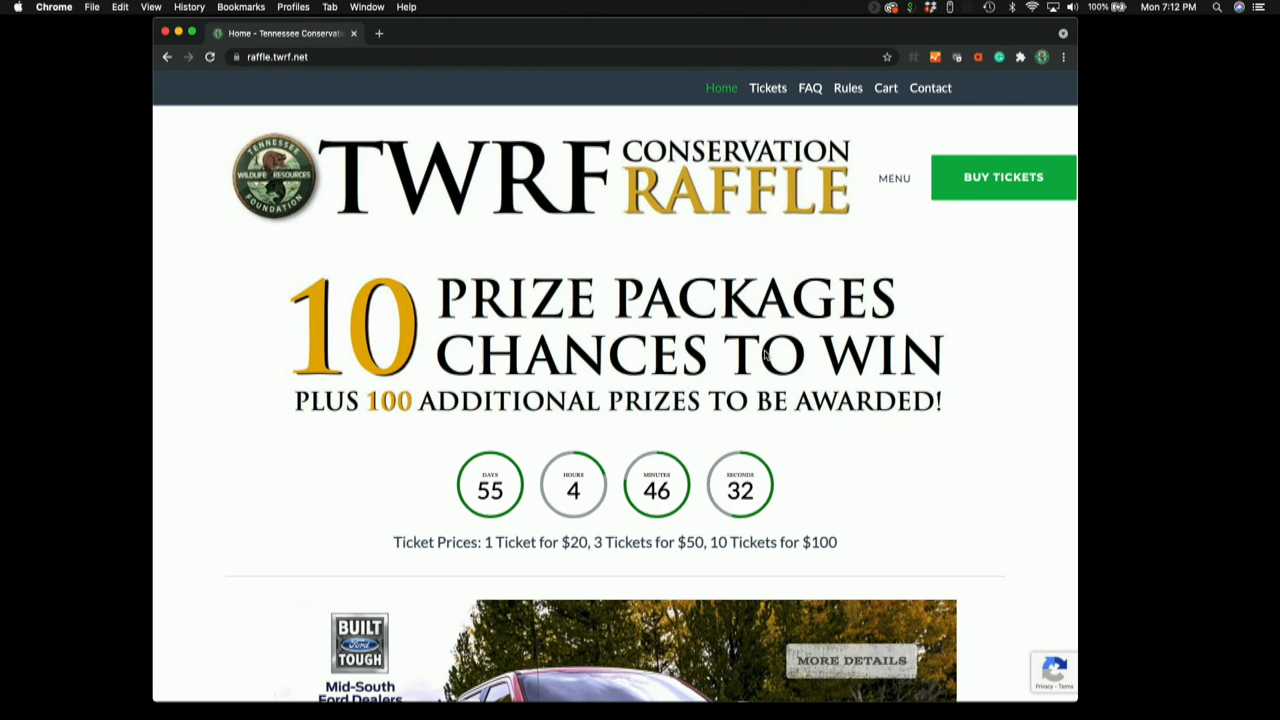 Chrome File Edit View History Bookmarks Profiles Tab Window Help 100% Mon 7:12 PM
Home - Tennessee Conservati
raffle.twrf.net
Home Tickets FAQ Rules Cart Contact
TENNESSEE
WILDLIFE RESOURCES
FOUNDATION
TWRF CONSERVATION
RAFFLE
MENU
BUY TICKETS
10 PRIZE PACKAGES
CHANCES TO WIN
PLUS 100 ADDITIONAL PRIZES TO BE AWARDED!
DAYS HOURS MINUTES SECONDS
55 4 46 32
Ticket Prices: 1 Ticket for $20, 3 Tickets for $50, 10 Tickets for $100
BUILT
Ford
TOUGH
MORE DETAILS
Mid-South
Ford Dealers
Privacy - Terms